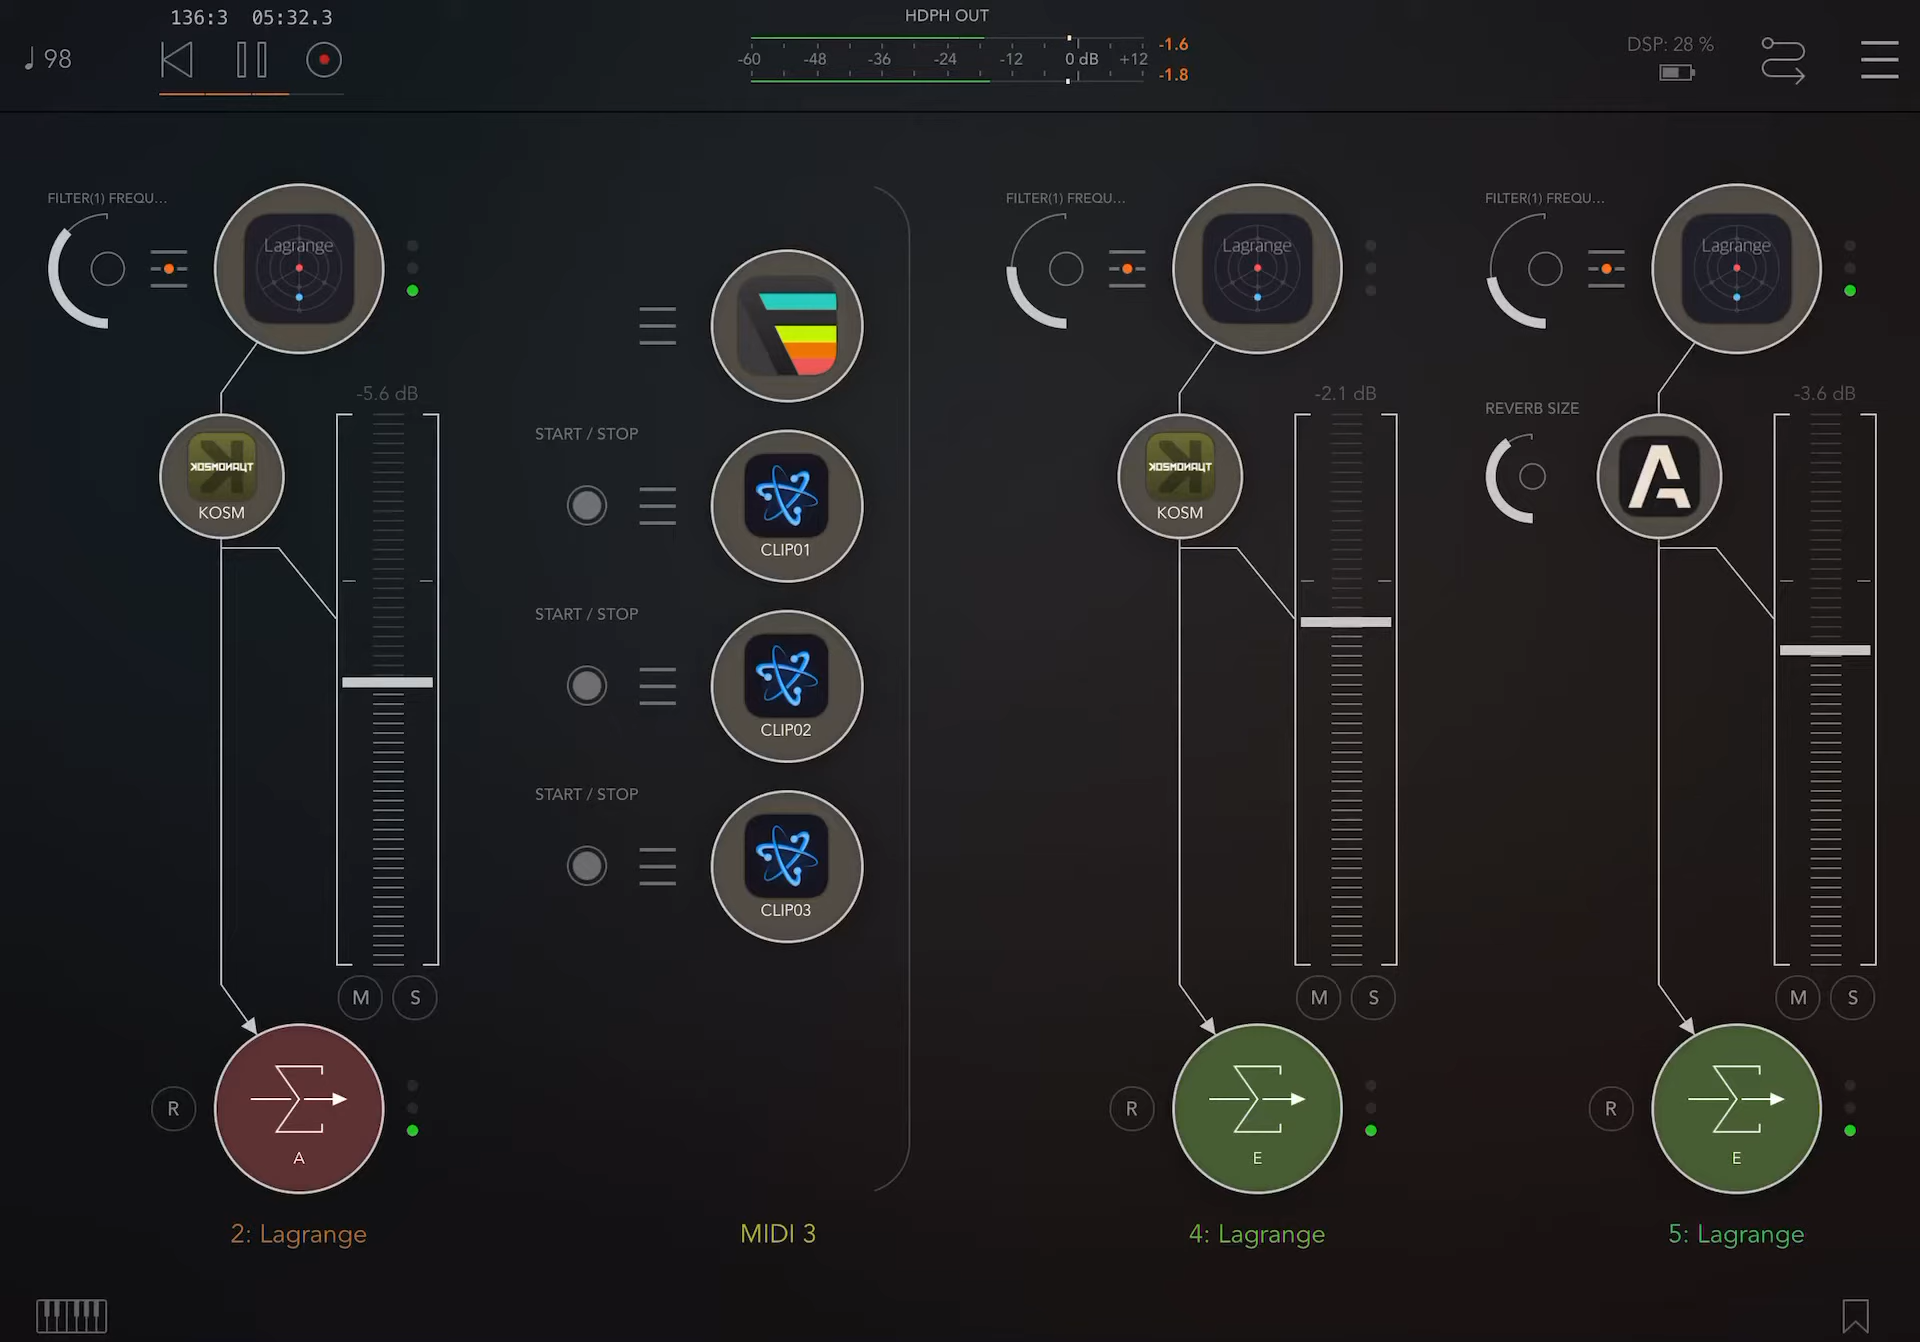 136:3 05:32.3
HDPH OUT
98
-60 -48 -36 -24 -12 0 dB +12
-1.6
-1.8
DSP: 28 %
FILTER(1) FREQU...
Lagrange
FILTER(1) FREQU...
Lagrange
FILTER(1) FREQU...
Lagrange
-5.6 dB
-2.1 dB
-3.6 dB
REVERB SIZE
START / STOP
KOSMONAUT
KOSM
CLIP01
KOSMONAUT
KOSM
A
START / STOP
CLIP02
START / STOP
CLIP03
M S
M S
M S
R
A
R
E
R
E
2: Lagrange
MIDI 3
4: Lagrange
5: Lagrange